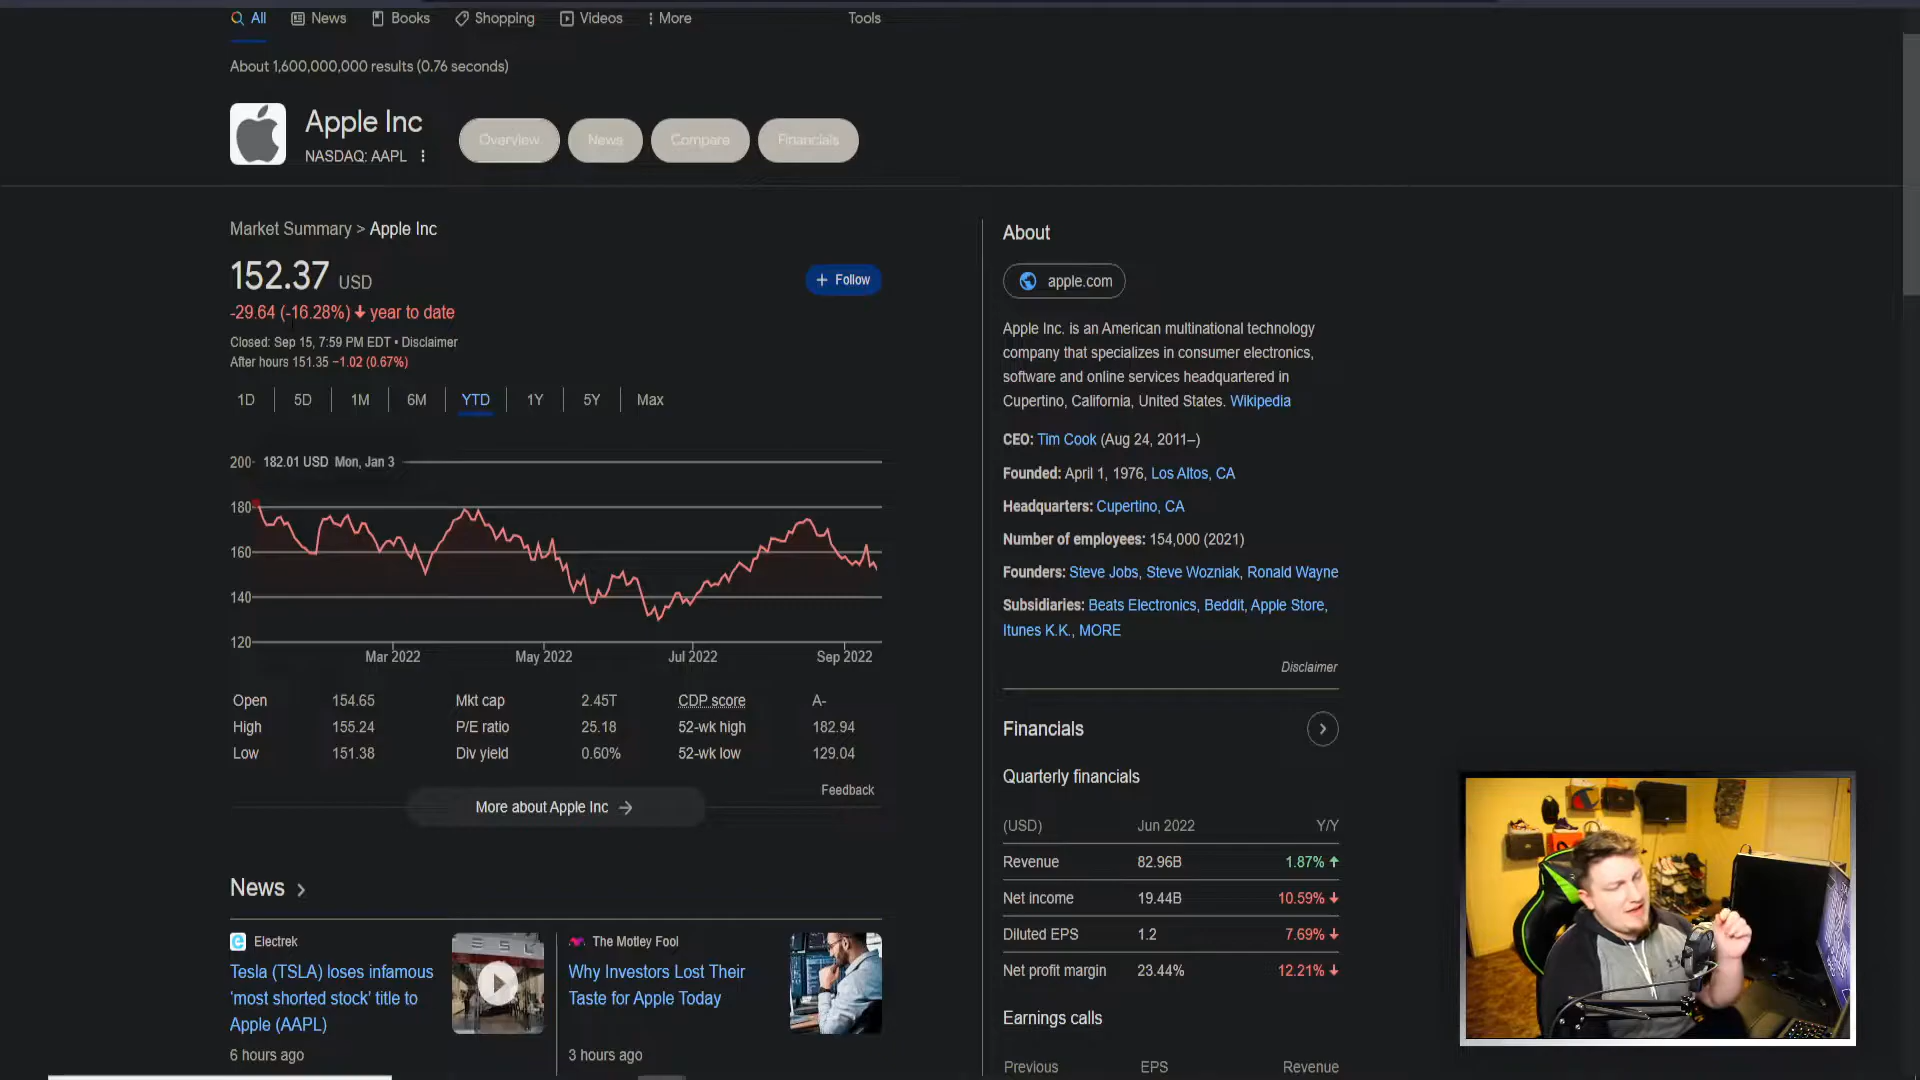 All News Books Shopping Videos More Tools
About 1,600,000,000 results (0.76 seconds)
Apple Inc
NASDAQ: AAPL
Overview News Compare Financials
Market Summary > Apple Inc
152.37 USD
+ Follow
-29.64 (-16.28%) year to date
Closed: Sep 15, 7:59 PM EDT • Disclaimer
After hours 151.35 −1.02 (0.67%)
1D 5D 1M 6M YTD 1Y 5Y Max
200 182.01 USD Mon, Jan 3
180
160
140
120
Mar 2022 May 2022 Jul 2022 Sep 2022
Open 154.65 Mkt cap 2.45T CDP score A-
High 155.24 P/E ratio 25.18 52-wk high 182.94
Low 151.38 Div yield 0.60% 52-wk low 129.04
Feedback
More about Apple Inc
News
Electrek
Tesla (TSLA) loses infamous
'most shorted stock' title to
Apple (AAPL)
6 hours ago
The Motley Fool
Why Investors Lost Their
Taste for Apple Today
3 hours ago
About
apple.com
Apple Inc. is an American multinational technology
company that specializes in consumer electronics,
software and online services headquartered in
Cupertino, California, United States. Wikipedia
CEO: Tim Cook (Aug 24, 2011–)
Founded: April 1, 1976, Los Altos, CA
Headquarters: Cupertino, CA
Number of employees: 154,000 (2021)
Founders: Steve Jobs, Steve Wozniak, Ronald Wayne
Subsidiaries: Beats Electronics, Beddit, Apple Store,
Itunes K.K., MORE
Disclaimer
Financials
Quarterly financials
(USD) Jun 2022 Y/Y
Revenue 82.96B 1.87%
Net income 19.44B 10.59%
Diluted EPS 1.2 7.69%
Net profit margin 23.44% 12.21%
Earnings calls
Previous EPS Revenue